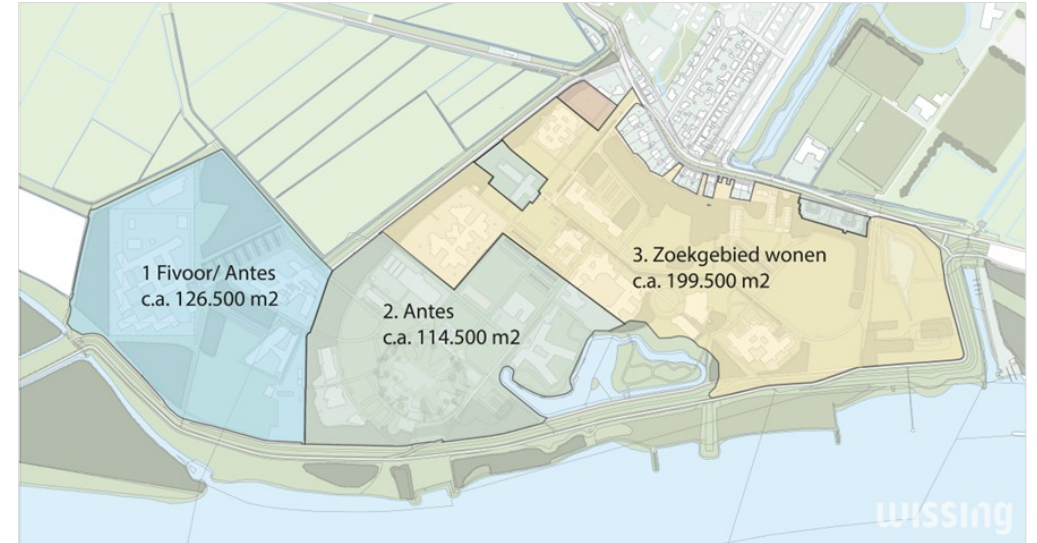 1 Fivoor/ Antes
c.a. 126.500 m2
2. Antes
c.a. 114.500 m2
3. Zoekgebied wonen
c.a. 199.500 m2
wissing